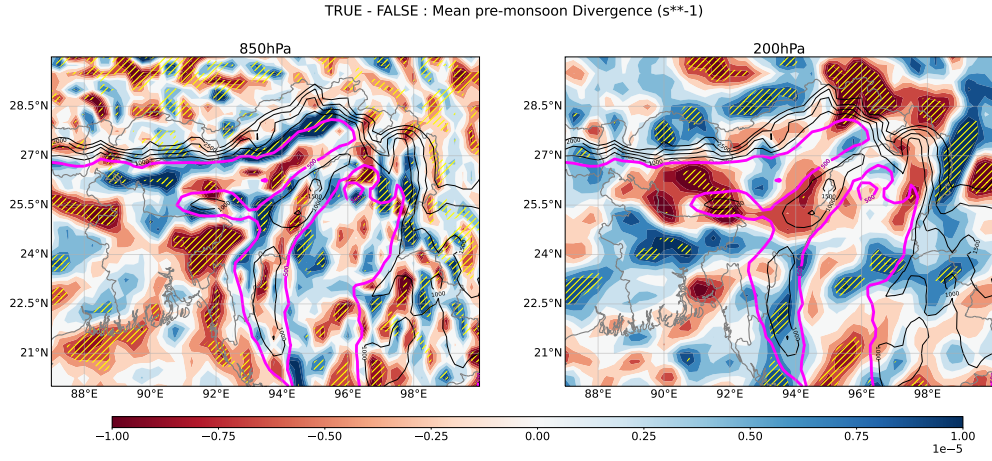 TRUE - FALSE : Mean pre-monsoon Divergence (s**-1)
850hPa
200hPa
28.5°N
27°N
25.5°N
24°N
22.5°N
21°N
88°E 90°E 92°E 94°E 96°E 98°E
28.5°N
27°N
25.5°N
24°N
22.5°N
21°N
88°E 90°E 92°E 94°E 96°E 98°E
−1.00 −0.75 −0.50 −0.25 0.00 0.25 0.50 0.75 1.00
1e−5